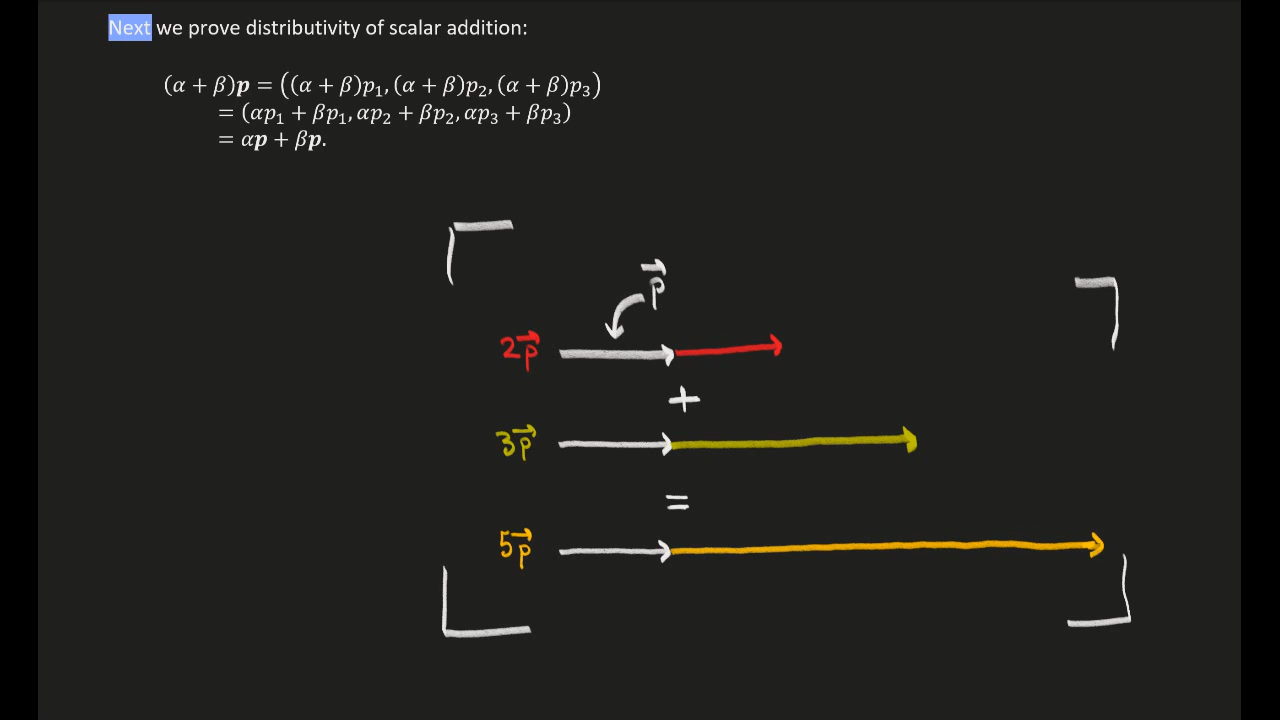 Next we prove distributivity of scalar addition:
(α + β)𝒑 = ((α + β)p₁, (α + β)p₂, (α + β)p₃)
= (αp₁ + βp₁, αp₂ + βp₂, αp₃ + βp₃)
= α𝒑 + β𝒑.
p⃗
2p⃗
+
3p⃗
=
5p⃗